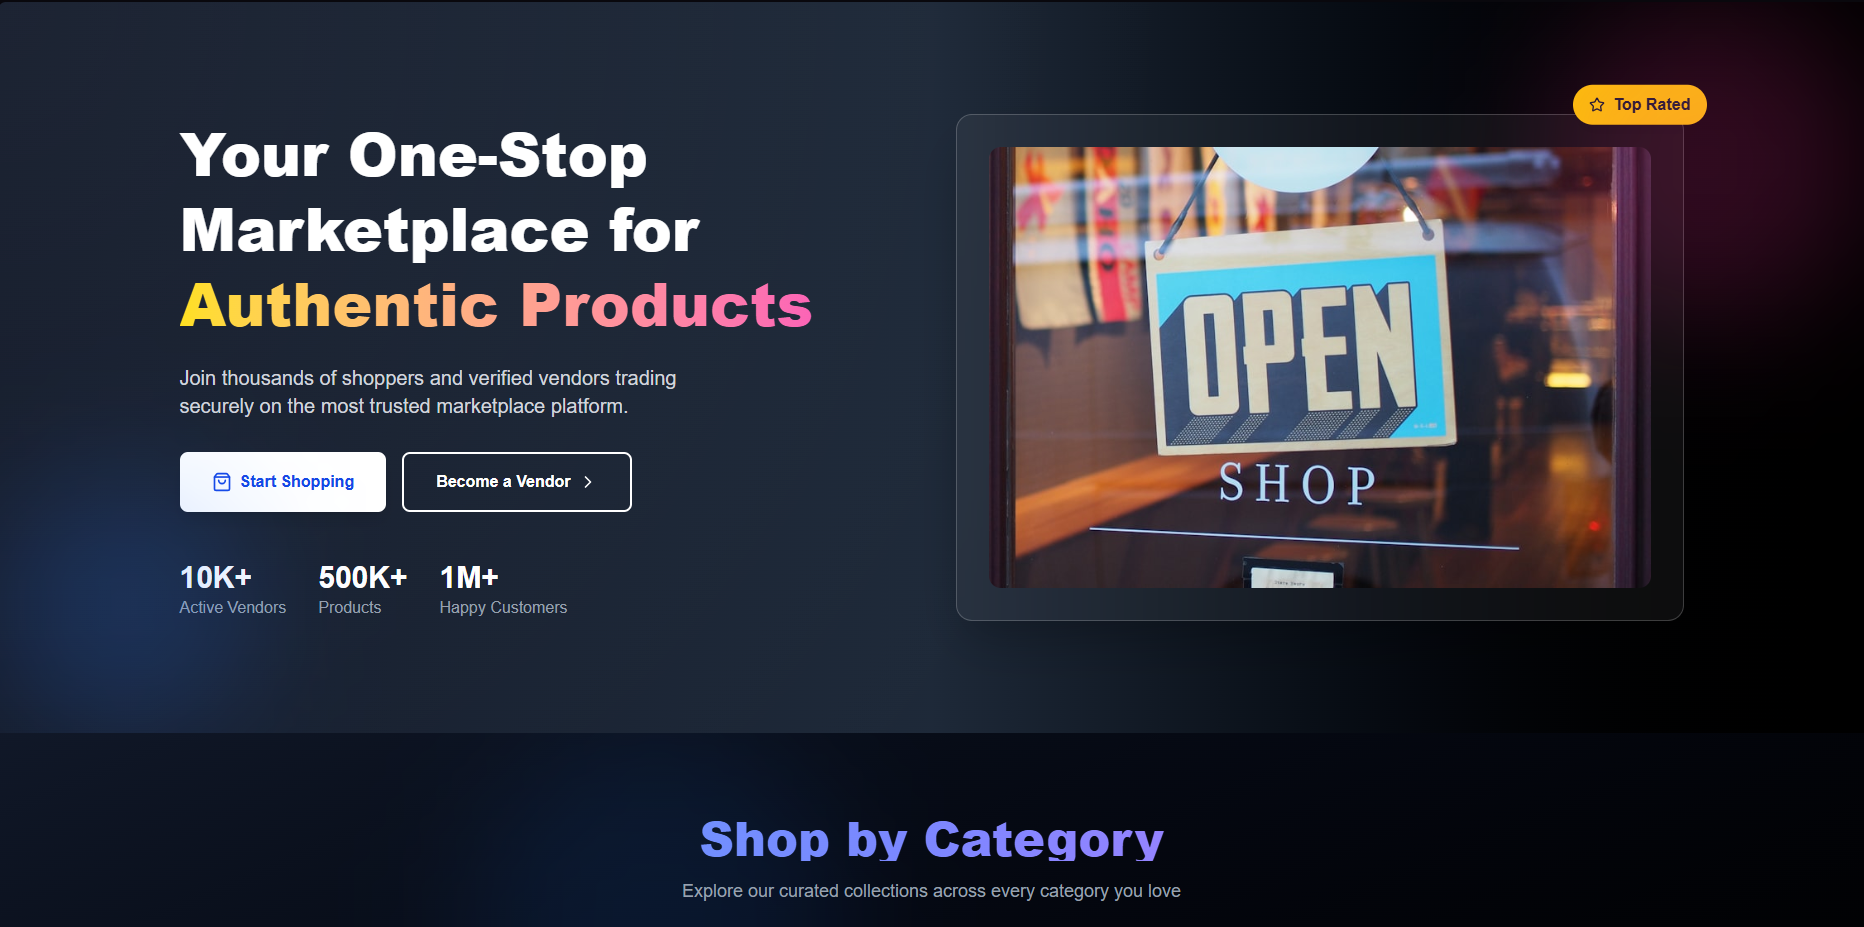 Top Rated
Your One-Stop
Marketplace for
Authentic Products
Join thousands of shoppers and verified vendors trading
securely on the most trusted marketplace platform.
Start Shopping
Become a Vendor
10K+
Active Vendors
500K+
Products
1M+
Happy Customers
OPEN
SHOP
Shop by Category
Explore our curated collections across every category you love